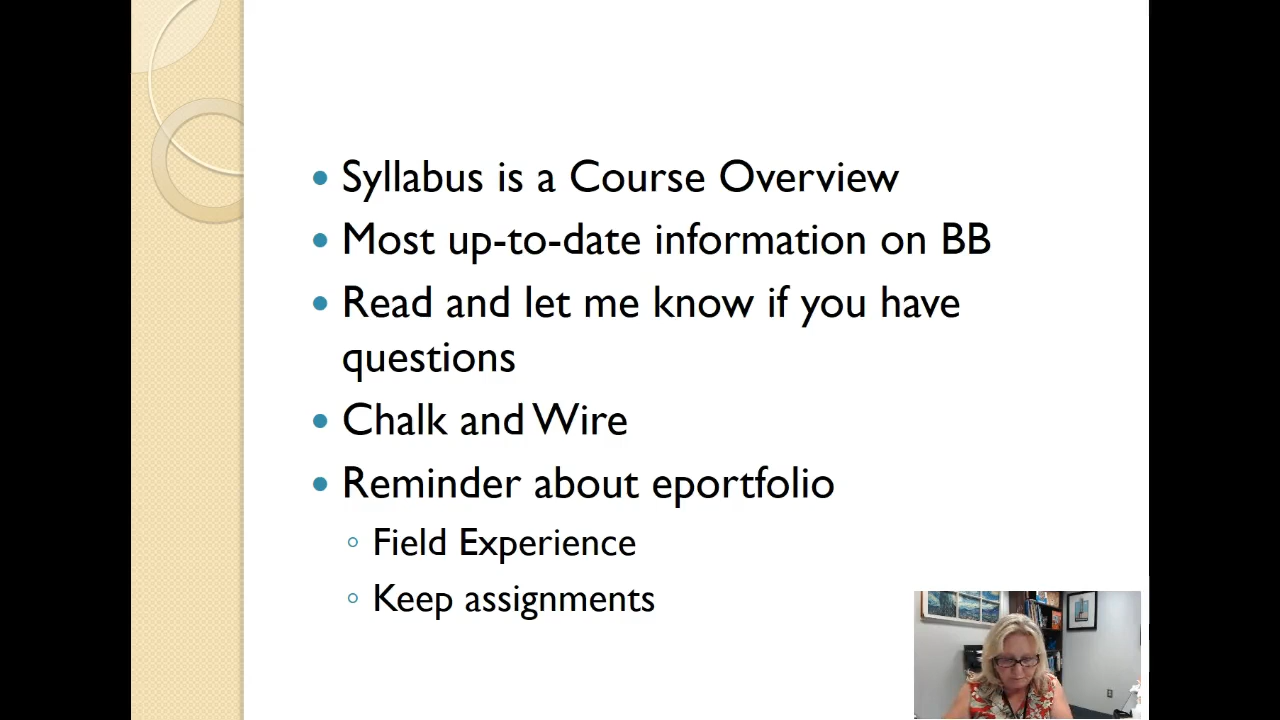 Syllabus is a Course Overview
Most up-to-date information on BB
Read and let me know if you have
questions
Chalk and Wire
Reminder about eportfolio
Field Experience
Keep assignments